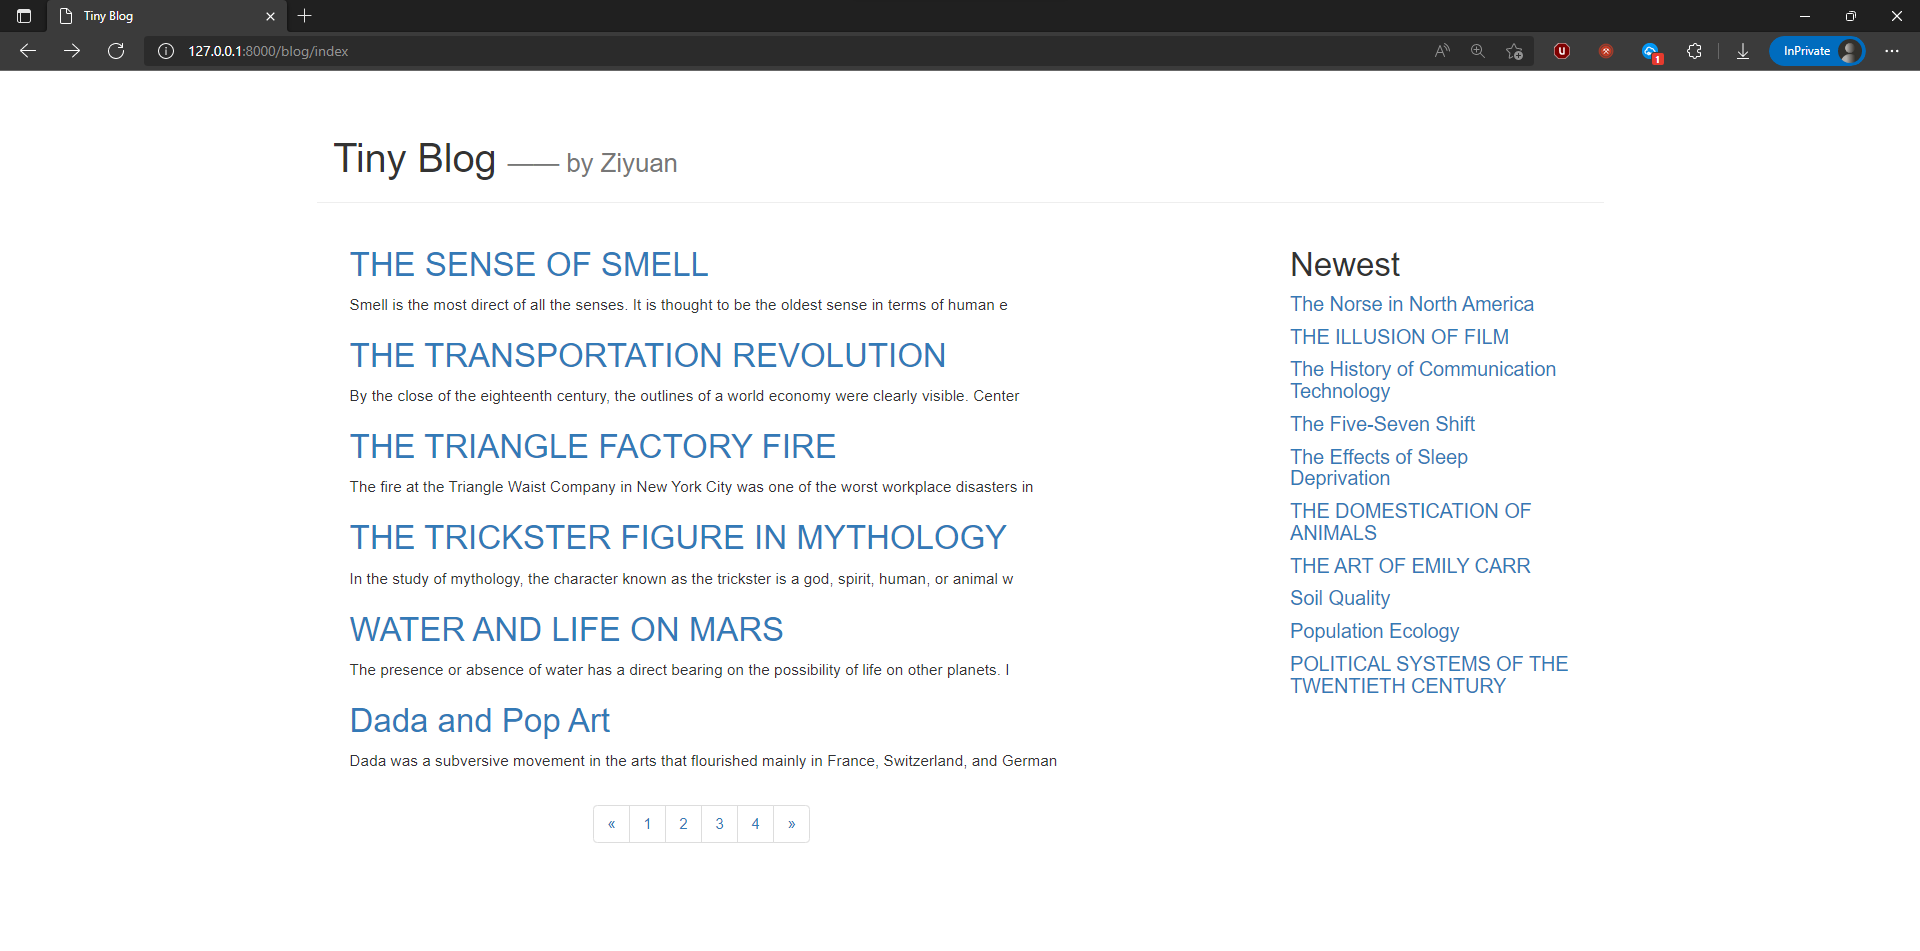 Tiny Blog
127.0.0.1:8000/blog/index
1
InPrivate
Tiny Blog —— by Ziyuan
THE SENSE OF SMELL
Smell is the most direct of all the senses. It is thought to be the oldest sense in terms of human e
THE TRANSPORTATION REVOLUTION
By the close of the eighteenth century, the outlines of a world economy were clearly visible. Center
THE TRIANGLE FACTORY FIRE
The fire at the Triangle Waist Company in New York City was one of the worst workplace disasters in
THE TRICKSTER FIGURE IN MYTHOLOGY
In the study of mythology, the character known as the trickster is a god, spirit, human, or animal w
WATER AND LIFE ON MARS
The presence or absence of water has a direct bearing on the possibility of life on other planets. I
Dada and Pop Art
Dada was a subversive movement in the arts that flourished mainly in France, Switzerland, and German
« 1 2 3 4 »
Newest
The Norse in North America
THE ILLUSION OF FILM
The History of Communication
Technology
The Five-Seven Shift
The Effects of Sleep
Deprivation
THE DOMESTICATION OF
ANIMALS
THE ART OF EMILY CARR
Soil Quality
Population Ecology
POLITICAL SYSTEMS OF THE
TWENTIETH CENTURY